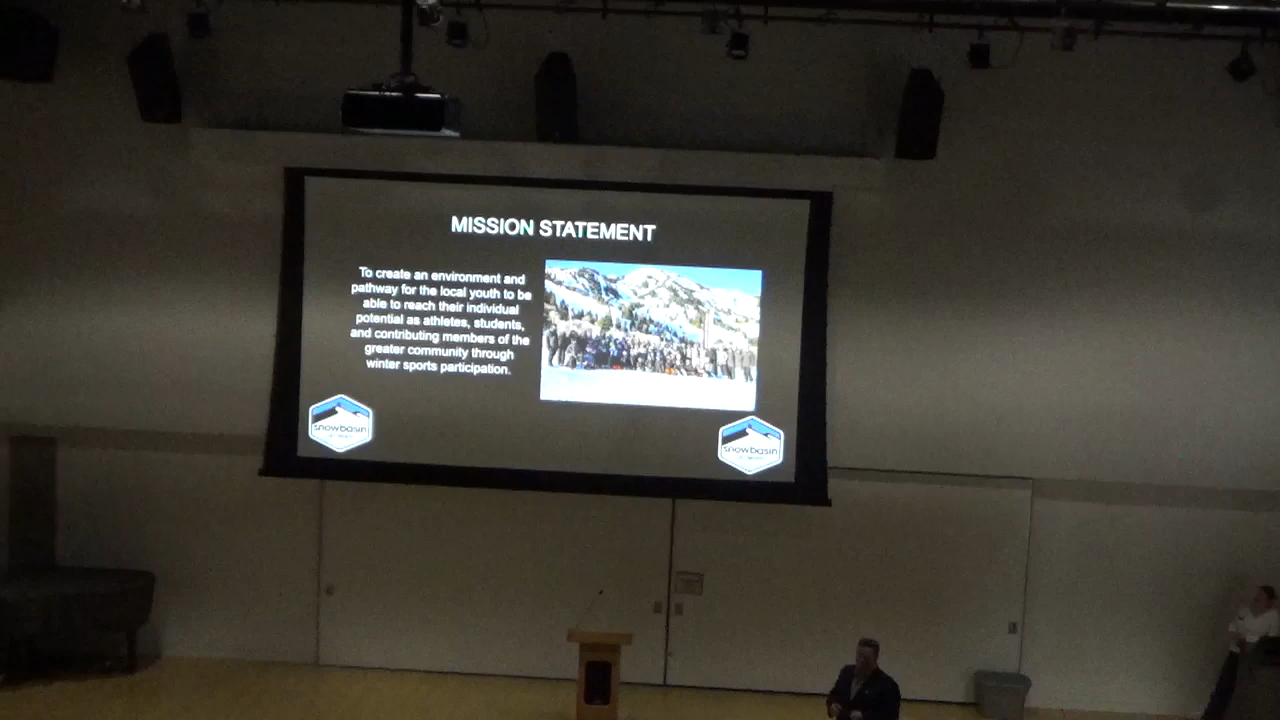 MISSION STATEMENT
To create an environment and
pathway for the local youth to be
able to reach their individual
potential as athletes, students,
and contributing members of the
greater community through
winter sports participation.
snowbasin
snowbasin